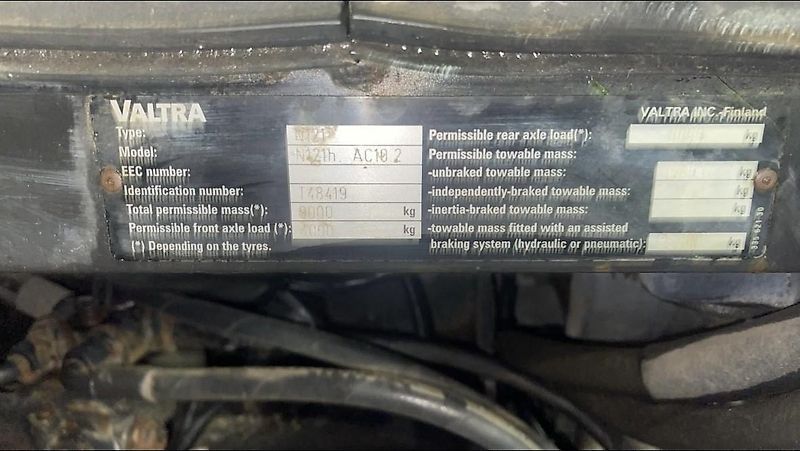 VALTRA
VALTRA INC.-Finland
Type: N121
Model: N121h AC10 2
EEC number:
Identification number: T48419
Total permissible mass(*): 8000 kg
Permissible front axle load (*): kg
(*) Depending on the tyres.
Permissible rear axle load(*): kg
Permissible towable mass:
-unbraked towable mass: kg
-independently-braked towable mass:
-inertia-braked towable mass: kg
-towable mass fitted with an assisted
braking system (hydraulic or pneumatic): kg